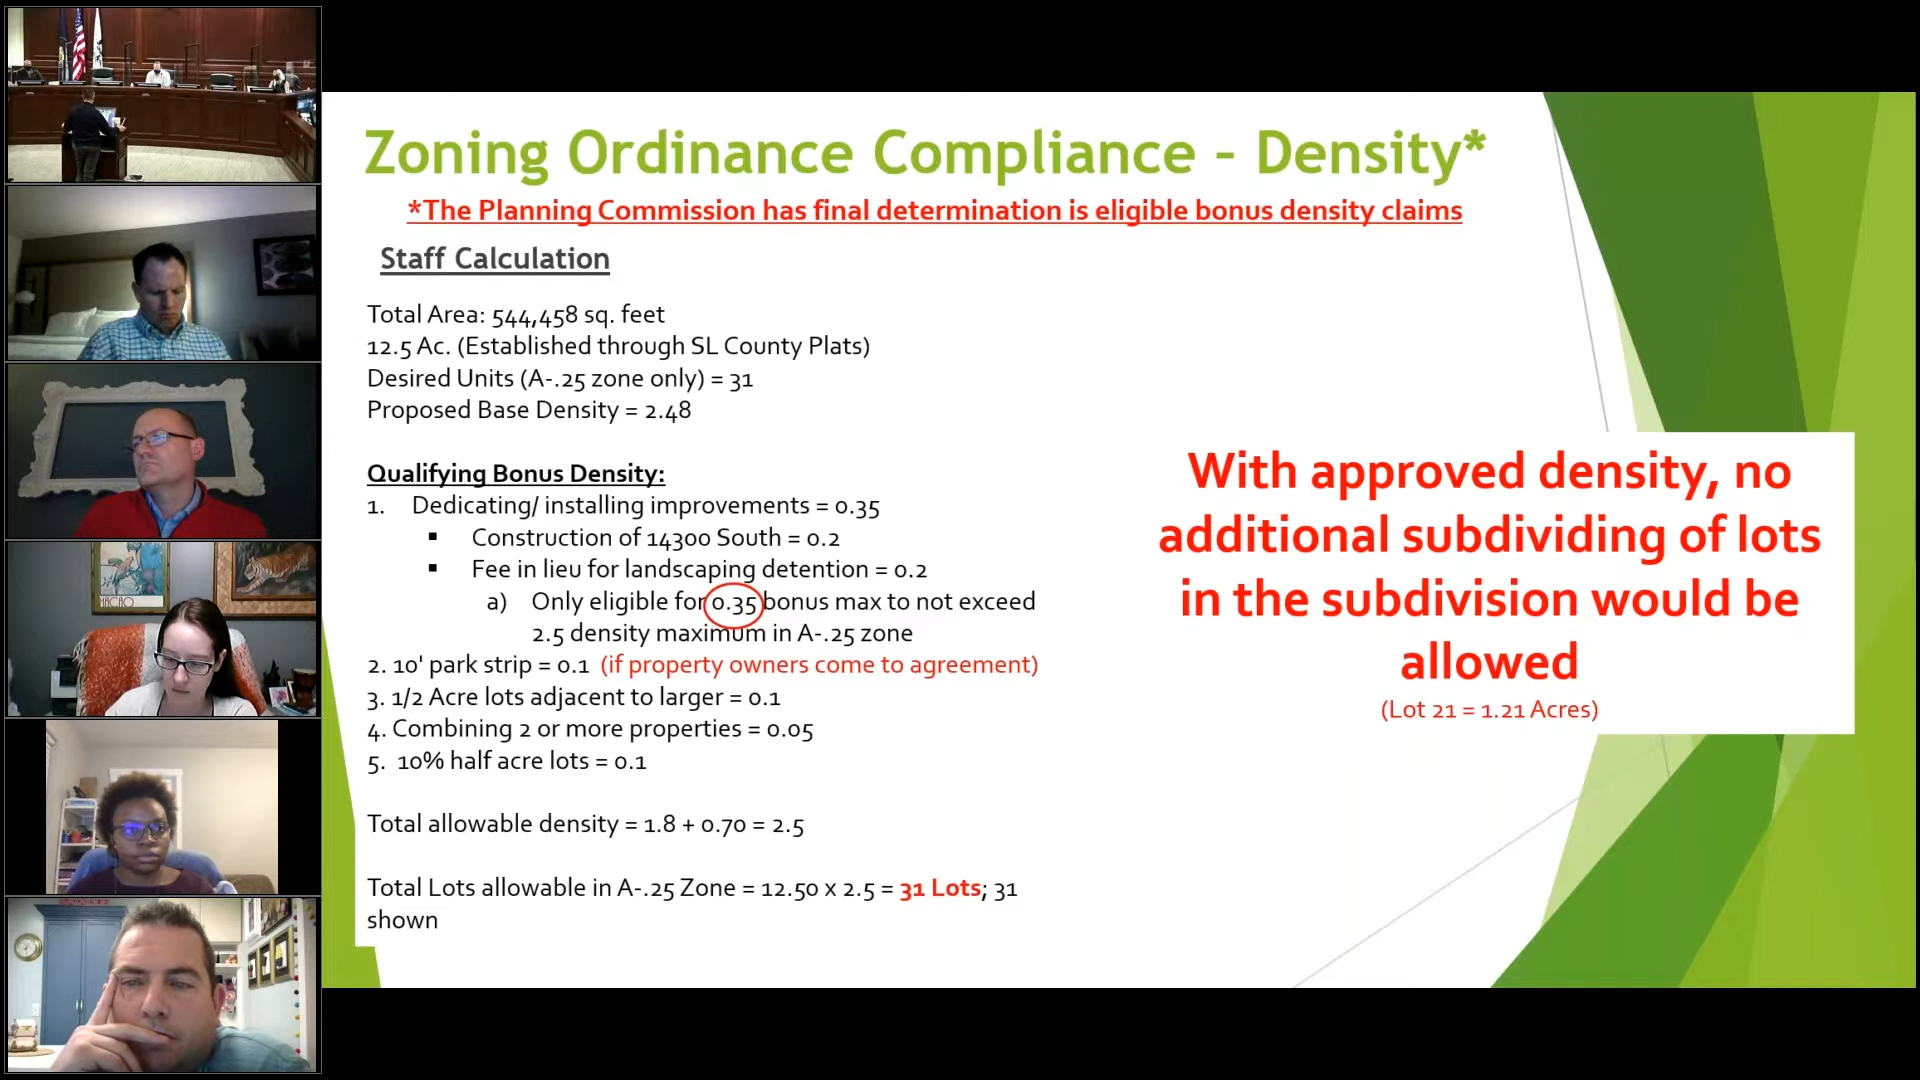 Zoning Ordinance Compliance – Density*
*The Planning Commission has final determination is eligible bonus density claims
Staff Calculation
Total Area: 544,458 sq. feet
12.5 Ac. (Established through SL County Plats)
Desired Units (A-.25 zone only) = 31
Proposed Base Density = 2.48
Qualifying Bonus Density:
1. Dedicating/ installing improvements = 0.35
▪ Construction of 14300 South = 0.2
▪ Fee in lieu for landscaping detention = 0.2
a) Only eligible for 0.35 bonus max to not exceed
2.5 density maximum in A-.25 zone
2. 10' park strip = 0.1 (if property owners come to agreement)
3. 1/2 Acre lots adjacent to larger = 0.1
4. Combining 2 or more properties = 0.05
5. 10% half acre lots = 0.1
Total allowable density = 1.8 + 0.70 = 2.5
Total Lots allowable in A-.25 Zone = 12.50 x 2.5 = 31 Lots; 31
shown
With approved density, no
additional subdividing of lots
in the subdivision would be
allowed
(Lot 21 = 1.21 Acres)